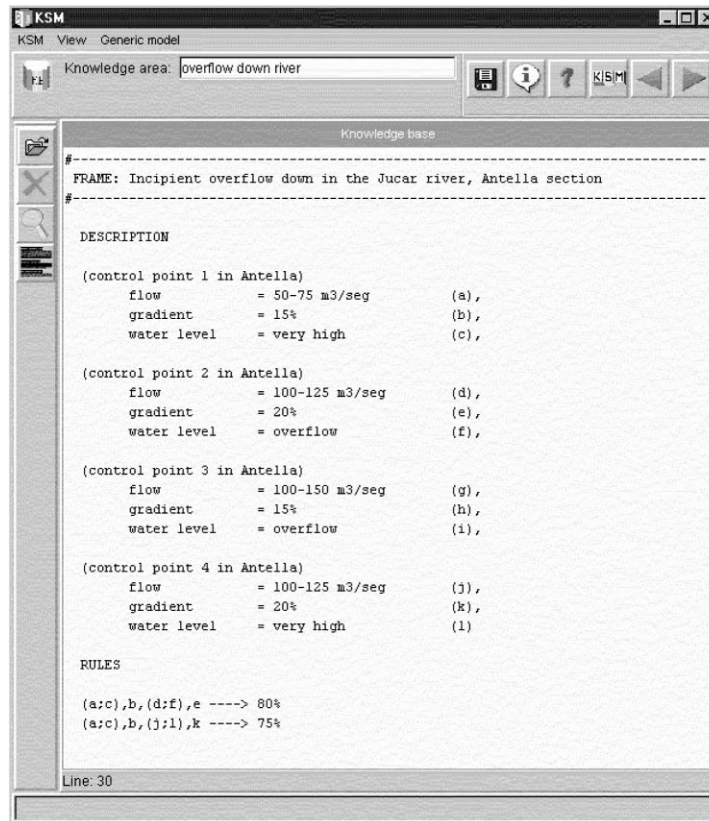 KSM
KSM View Generic model
Knowledge area: overflow down river
KSM
Knowledge base
#-------------------------------------------------------------------------------
FRAME: Incipient overflow down in the Jucar river, Antella section
#-------------------------------------------------------------------------------
DESCRIPTION
(control point 1 in Antella)
flow = 50-75 m3/seg (a),
gradient = 15% (b),
water level = very high (c),
(control point 2 in Antella)
flow = 100-125 m3/seg (d),
gradient = 20% (e),
water level = overflow (f),
(control point 3 in Antella)
flow = 100-150 m3/seg (g),
gradient = 15% (h),
water level = overflow (i),
(control point 4 in Antella)
flow = 100-125 m3/seg (j),
gradient = 20% (k),
water level = very high (l)
RULES
(a;c),b,(d;f),e ----> 80%
(a;c),b,(j;l),k ----> 75%
Line: 30